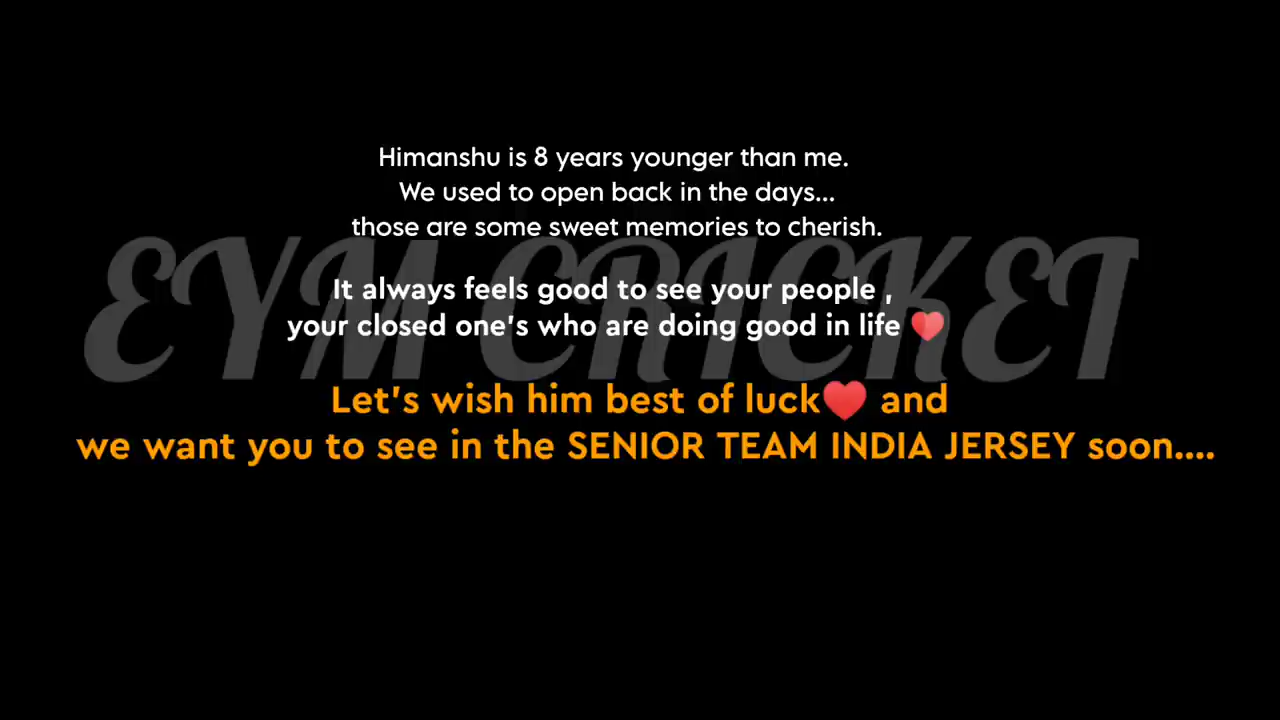 Himanshu is 8 years younger than me.
We used to open back in the days...
those are some sweet memories to cherish.
EYM CRICKET
It always feels good to see your people ,
your closed one's who are doing good in life ♥️
Let's wish him best of luck♥️ and
we want you to see in the SENIOR TEAM INDIA JERSEY soon....